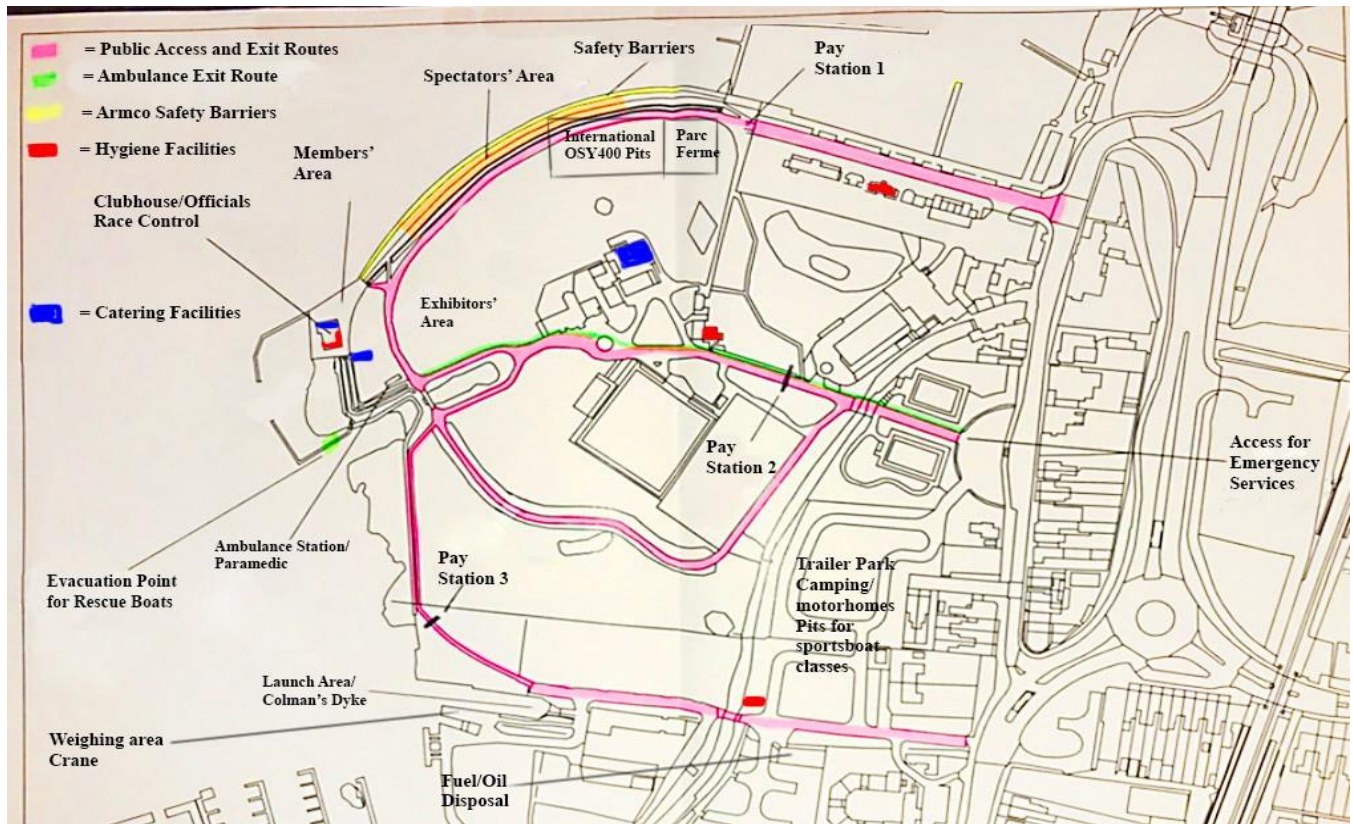 = Public Access and Exit Routes
= Ambulance Exit Route
= Armco Safety Barriers
= Hygiene Facilities
= Catering Facilities
Safety Barriers
Spectators' Area
Pay
Station 1
Members'
Area
International
OSY400 Pits
Parc
Ferme
Clubhouse/Officials
Race Control
Exhibitors'
Area
Pay
Station 2
Access for
Emergency
Services
Ambulance Station/
Paramedic
Evacuation Point
for Rescue Boats
Pay
Station 3
Trailer Park
Camping/
motorhomes
Pits for
sportsboat
classes
Launch Area/
Colman's Dyke
Weighing area
Crane
Fuel/Oil
Disposal